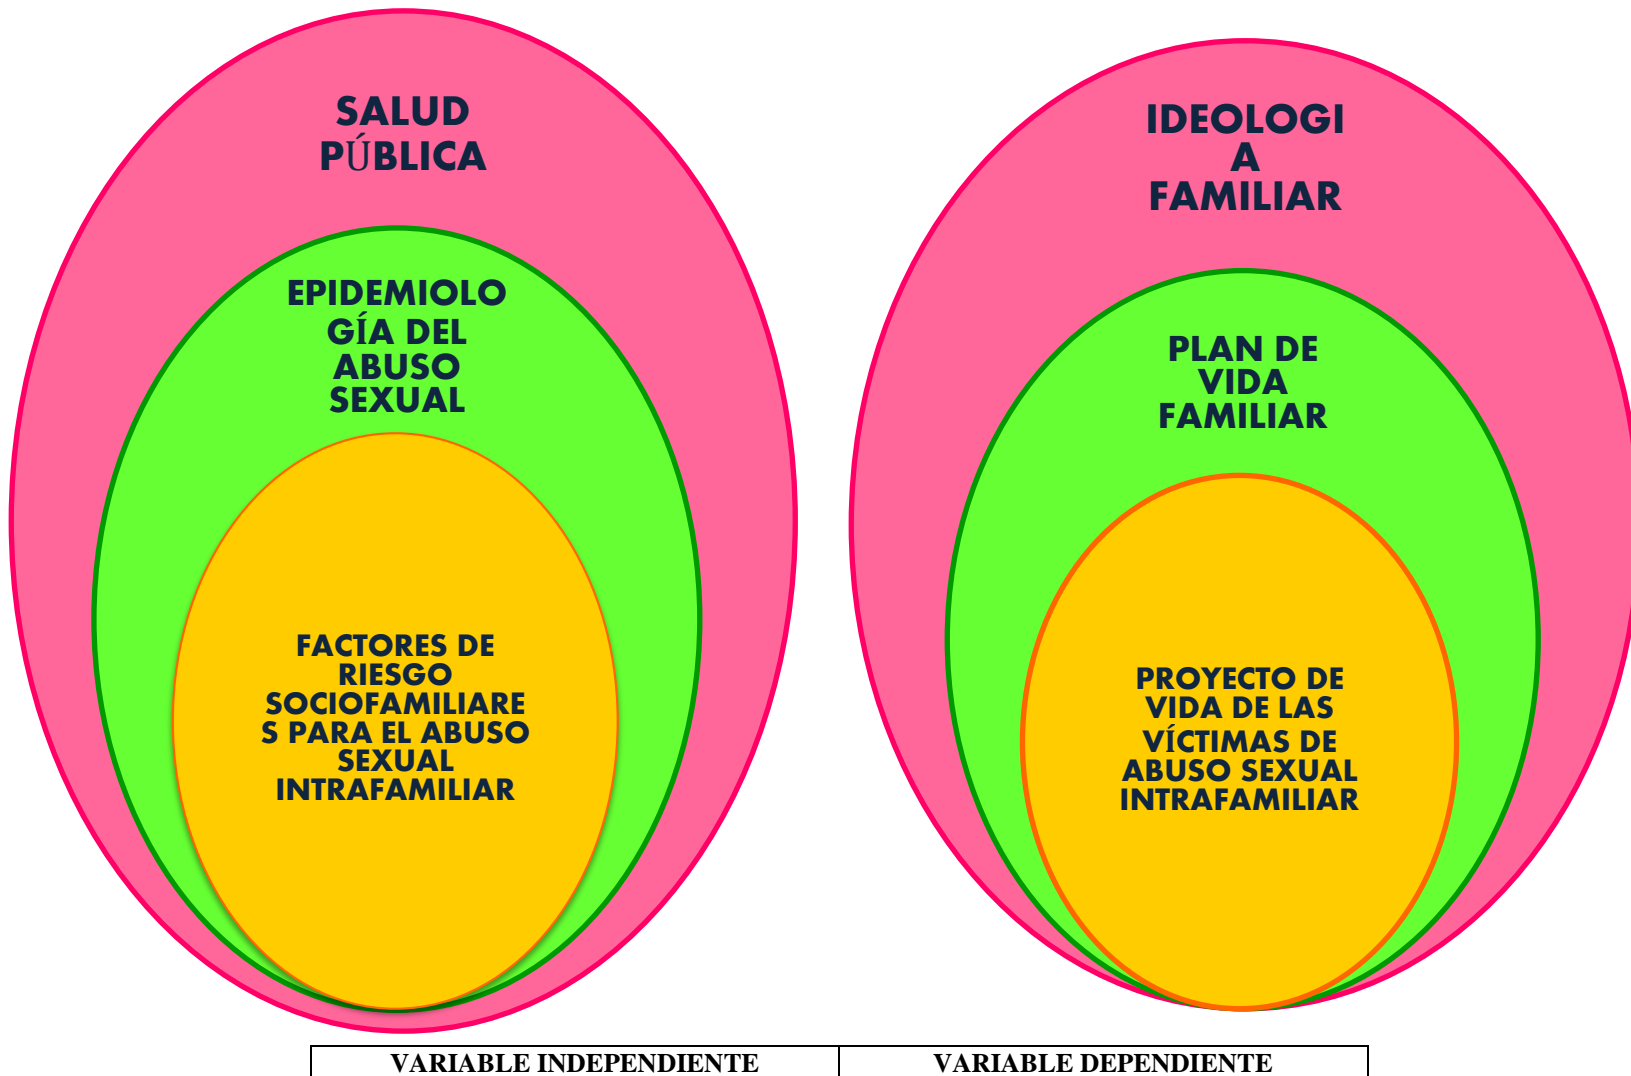 SALUD
PÚBLICA
EPIDEMIOLO
GÍA DEL
ABUSO
SEXUAL
FACTORES DE
RIESGO
SOCIOFAMILIARE
S PARA EL ABUSO
SEXUAL
INTRAFAMILIAR
IDEOLOGI
A
FAMILIAR
PLAN DE
VIDA
FAMILIAR
PROYECTO DE
VIDA DE LAS
VÍCTIMAS DE
ABUSO SEXUAL
INTRAFAMILIAR
VARIABLE INDEPENDIENTE
VARIABLE DEPENDIENTE